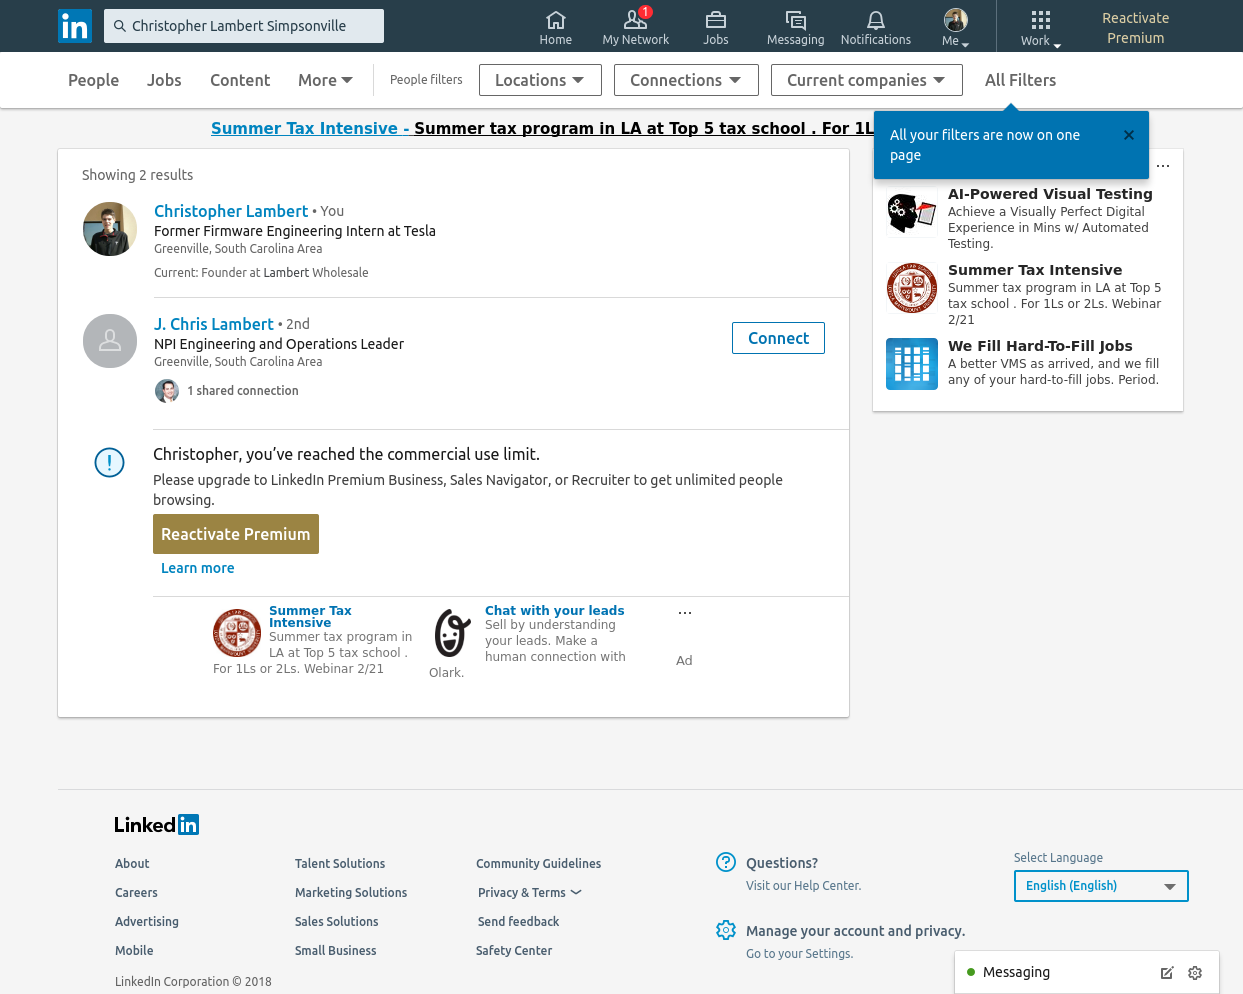 in
Christopher Lambert Simpsonville
Home
1
My Network
Jobs
Messaging
Notifications
Me
Work
Reactivate
Premium
People
Jobs
Content
More
People filters
Locations
Connections
Current companies
All Filters
Summer Tax Intensive - Summer tax program in LA at Top 5 tax school . For 1L
All your filters are now on one
page
Showing 2 results
Christopher Lambert • You
Former Firmware Engineering Intern at Tesla
Greenville, South Carolina Area
Current: Founder at Lambert Wholesale
J. Chris Lambert • 2nd
NPI Engineering and Operations Leader
Greenville, South Carolina Area
1 shared connection
Connect
Christopher, you’ve reached the commercial use limit.
Please upgrade to LinkedIn Premium Business, Sales Navigator, or Recruiter to get unlimited people
browsing.
Reactivate Premium
Learn more
Summer Tax
Intensive
Summer tax program in
LA at Top 5 tax school .
For 1Ls or 2Ls. Webinar 2/21
Chat with your leads
Sell by understanding
your leads. Make a
human connection with
Olark.
...
Ad
...
AI-Powered Visual Testing
Achieve a Visually Perfect Digital
Experience in Mins w/ Automated
Testing.
Summer Tax Intensive
Summer tax program in LA at Top 5
tax school . For 1Ls or 2Ls. Webinar
2/21
We Fill Hard-To-Fill Jobs
A better VMS as arrived, and we fill
any of your hard-to-fill jobs. Period.
Linked in
About
Careers
Advertising
Mobile
Talent Solutions
Marketing Solutions
Sales Solutions
Small Business
Community Guidelines
Privacy & Terms
Send feedback
Safety Center
Questions?
Visit our Help Center.
Manage your account and privacy.
Go to your Settings.
Select Language
English (English)
LinkedIn Corporation © 2018
Messaging